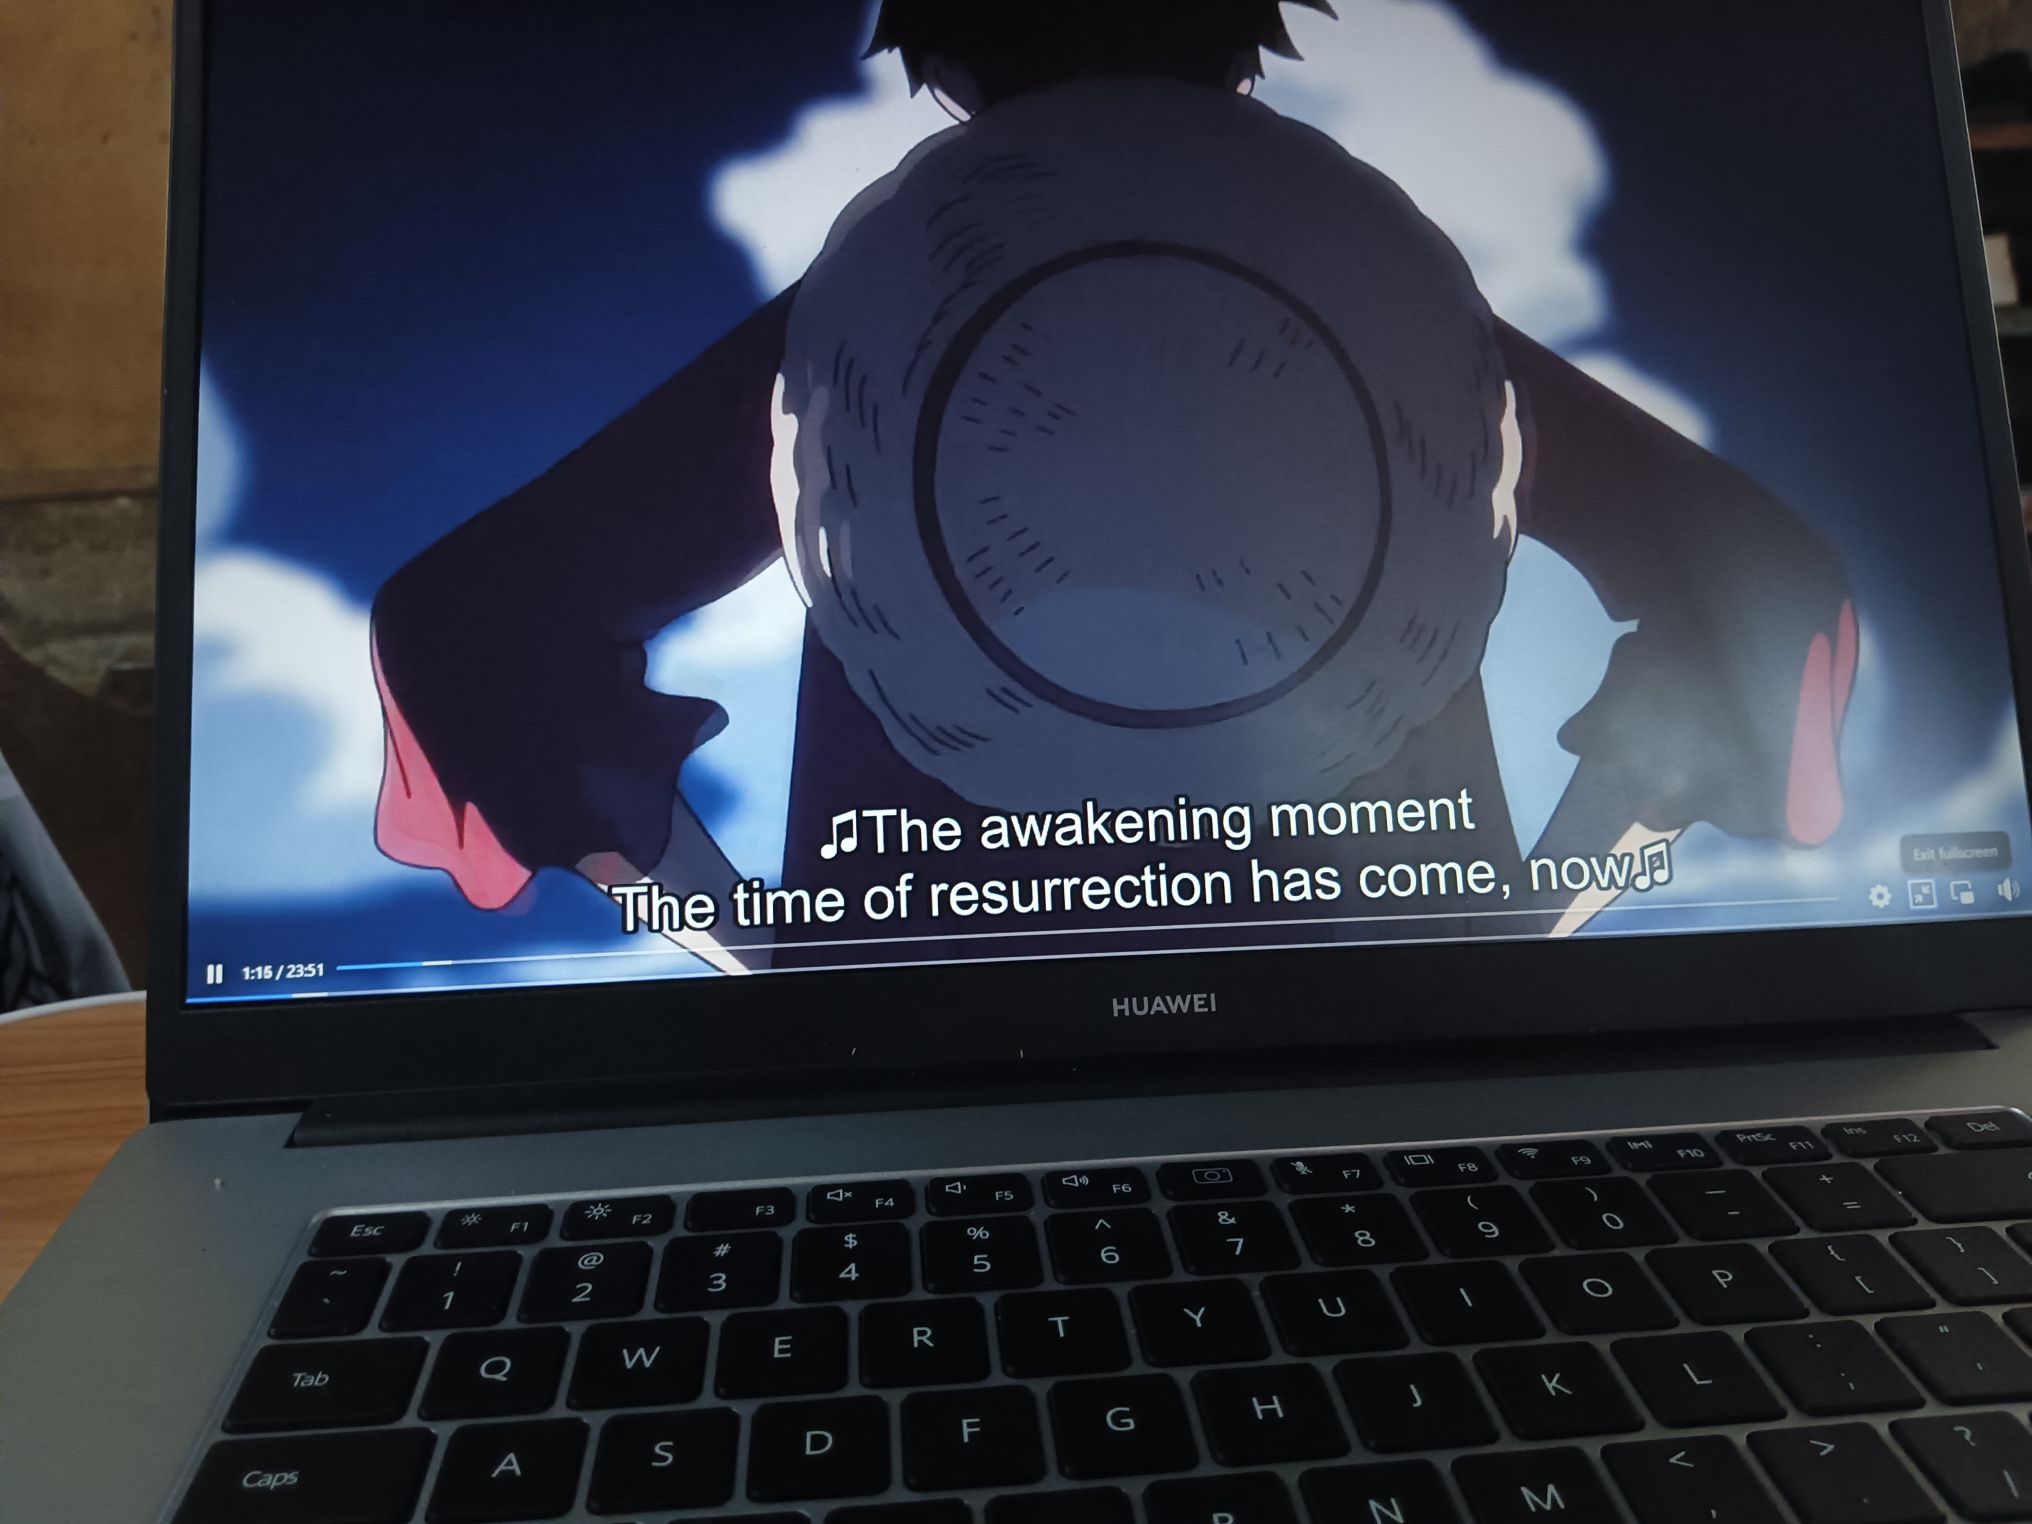 ♫The awakening moment
The time of resurrection has come, now♫
Exit fullscreen
1:15 / 23:51
HUAWEI
Esc F1 F2 F3 F4 F5 F6 F7 F8 F9 F10 PrtSc F11 Ins F12 Del
~ ! @ # $ % ^ & * ( ) — +
` 1 2 3 4 5 6 7 8 9 0 - =
Tab Q W E R T Y U I O P { [ } ]
Caps A S D F G H J K L : ; " '
N M < , > . ?